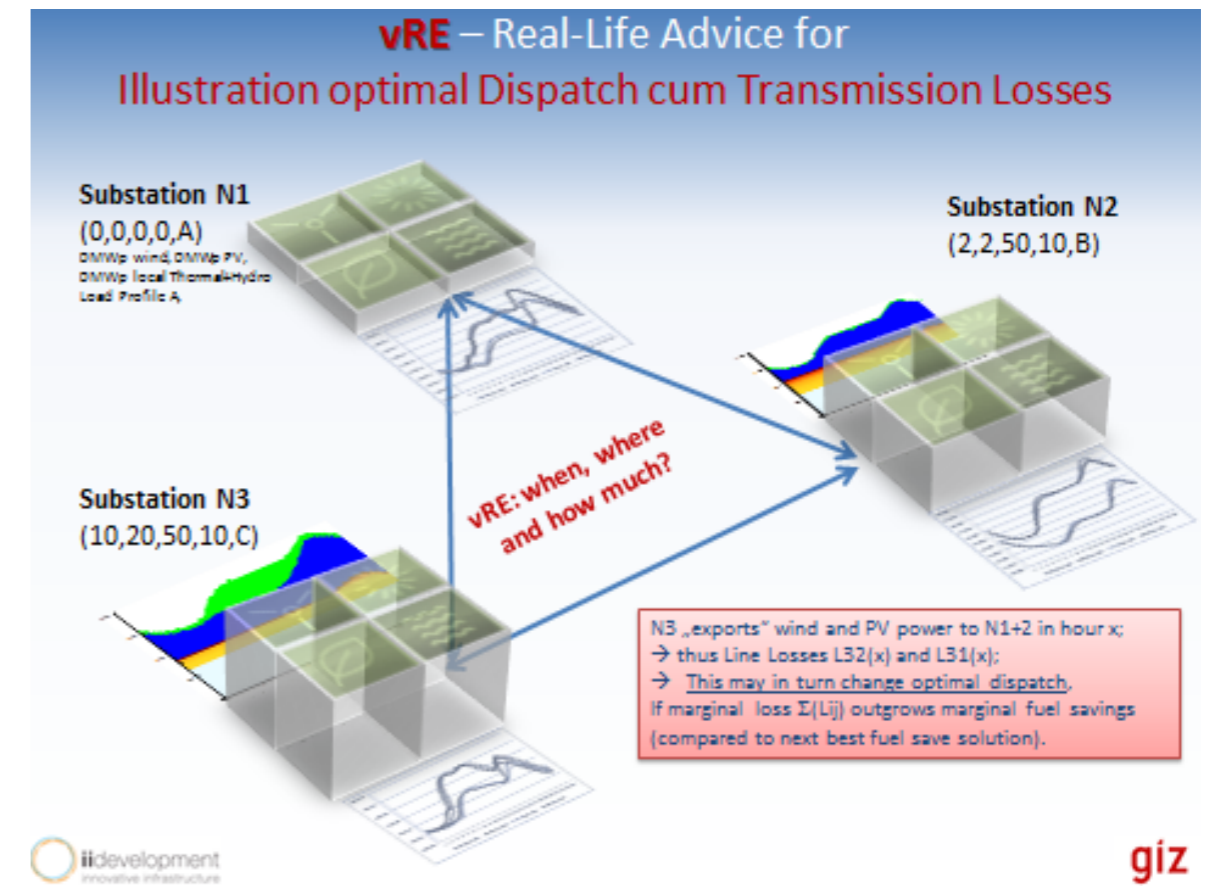 vRE – Real-Life Advice for
Illustration optimal Dispatch cum Transmission Losses
Substation N1
(0,0,0,0,A)
0MWp wind, 0MWp PV,
0MWp local Thermal+Hydro
Load Profile A
Substation N2
(2,2,50,10,B)
vRE: when, where
and how much?
Substation N3
(10,20,50,10,C)
N3 „exports“ wind and PV power to N1+2 in hour x;
→ thus Line Losses L32(x) and L31(x);
→ This may in turn change optimal dispatch,
If marginal loss Σ(Lij) outgrows marginal fuel savings
(compared to next best fuel save solution).
iidevelopment
innovative infrastructure
giz